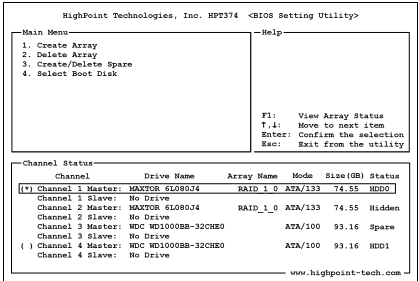 HighPoint Technologies, Inc. HPT374 <BIOS Setting Utility>
Main Menu
1. Create Array
2. Delete Array
3. Create/Delete Spare
4. Select Boot Disk
Help
F1: View Array Status
↑,↓: Move to next item
Enter: Confirm the selection
Esc: Exit from the utility
Channel Status
Channel Drive Name Array Name Mode Size(GB) Status
(*) Channel 1 Master: MAXTOR 6L080J4 RAID_1_0 ATA/133 74.55 HDD0
Channel 1 Slave: No Drive
Channel 2 Master: MAXTOR 6L080J4 RAID_1_0 ATA/133 74.55 Hidden
Channel 2 Slave: No Drive
Channel 3 Master: WDC WD1000BB-32CHE0 ATA/100 93.16 Spare
Channel 3 Slave: No Drive
( ) Channel 4 Master: WDC WD1000BB-32CHE0 ATA/100 93.16 HDD1
Channel 4 Slave: No Drive
www.highpoint-tech.com